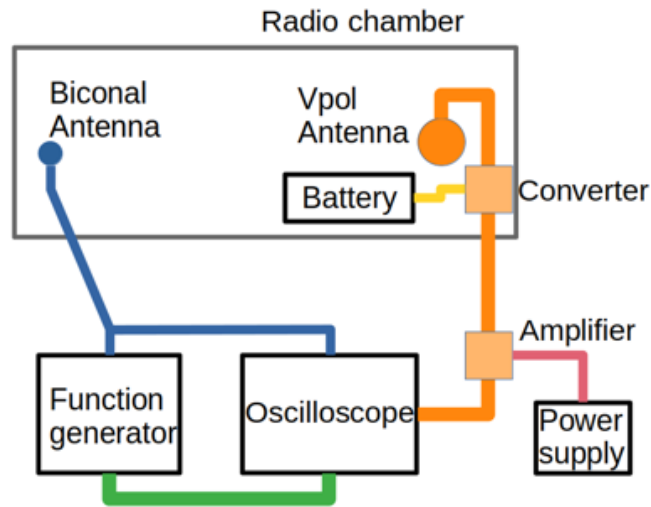 Radio chamber
Biconal
Antenna
Vpol
Antenna
Battery
Converter
Amplifier
Function
generator
Oscilloscope
Power
supply